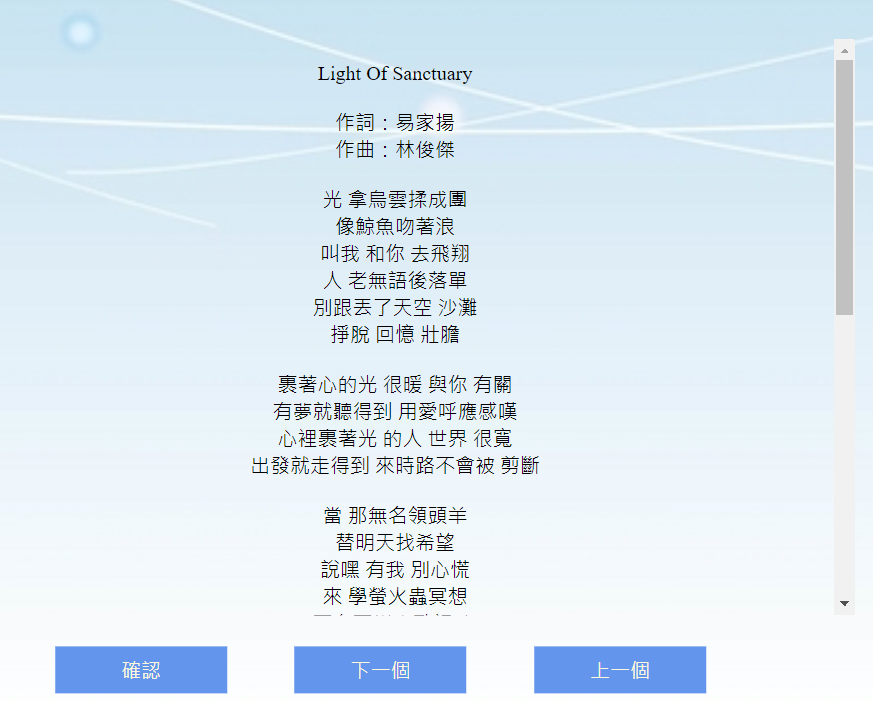 Light Of Sanctuary
作詞：易家揚
作曲：林俊傑
光 拿烏雲揉成團
像鯨魚吻著浪
叫我 和你 去飛翔
人 老無語後落單
別跟丟了天空 沙灘
掙脫 回憶 壯膽
裹著心的光 很暖 與你 有關
有夢就聽得到 用愛呼應感嘆
心裡裹著光 的人 世界 很寬
出發就走得到 來時路不會被 剪斷
當 那無名領頭羊
替明天找希望
說嘿 有我 別心慌
來 學螢火蟲冥想
確認
下一個
上一個